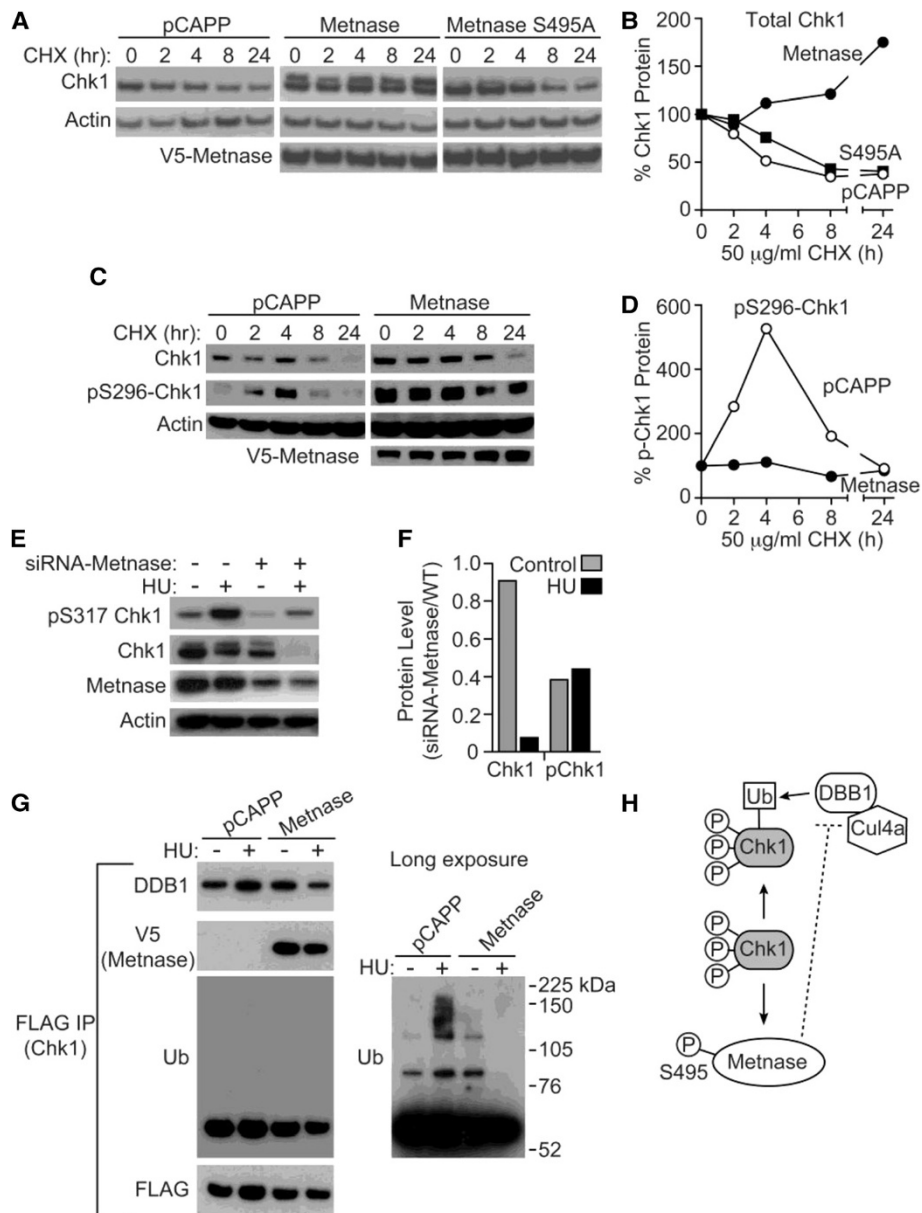 A
pCAPP Metnase Metnase S495A
CHX (hr): 0 2 4 8 24 0 2 4 8 24 0 2 4 8 24
Chk1
Actin
V5-Metnase
B
Total Chk1
Metnase
S495A
pCAPP
% Chk1 Protein
200
150
100
50
0
0 2 4 8 24
50 µg/ml CHX (h)
C
pCAPP Metnase
CHX (hr): 0 2 4 8 24 0 2 4 8 24
Chk1
pS296-Chk1
Actin
V5-Metnase
D
pS296-Chk1
pCAPP
Metnase
% p-Chk1 Protein
600
400
200
0
0 2 4 8 24
50 µg/ml CHX (h)
E
siRNA-Metnase: - - + +
HU: - + - +
pS317 Chk1
Chk1
Metnase
Actin
F
Control
HU
Protein Level
(siRNA-Metnase/WT)
1.0
0.8
0.6
0.4
0.2
0
Chk1 pChk1
G
pCAPP Metnase
HU: - + - +
DDB1
V5
(Metnase)
FLAG IP
(Chk1)
Ub
FLAG
Long exposure
pCAPP Metnase
HU: - + - +
Ub
-225 kDa
-150
-105
-76
-52
H
Ub
DBB1
Cul4a
P
P
P
Chk1
P
P
P
Chk1
P
S495
Metnase